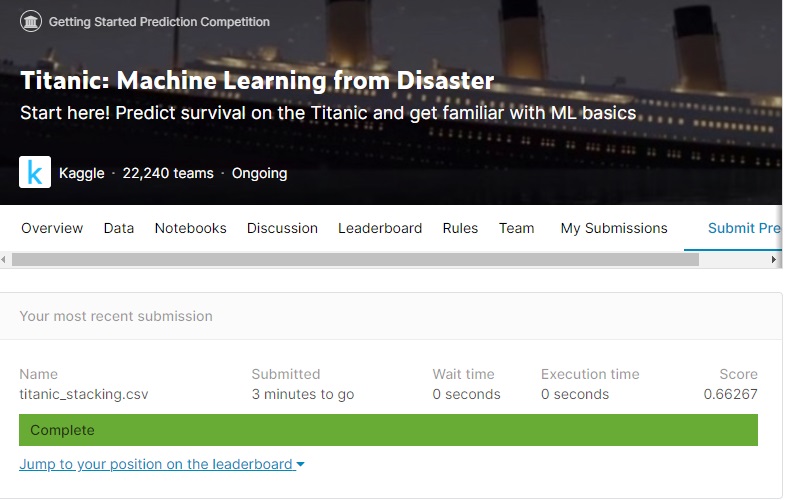 Getting Started Prediction Competition
Titanic: Machine Learning from Disaster
Start here! Predict survival on the Titanic and get familiar with ML basics
k Kaggle · 22,240 teams · Ongoing
Overview Data Notebooks Discussion Leaderboard Rules Team My Submissions Submit Pre
Your most recent submission
Name Submitted Wait time Execution time Score
titanic_stacking.csv 3 minutes to go 0 seconds 0 seconds 0.66267
Complete
Jump to your position on the leaderboard